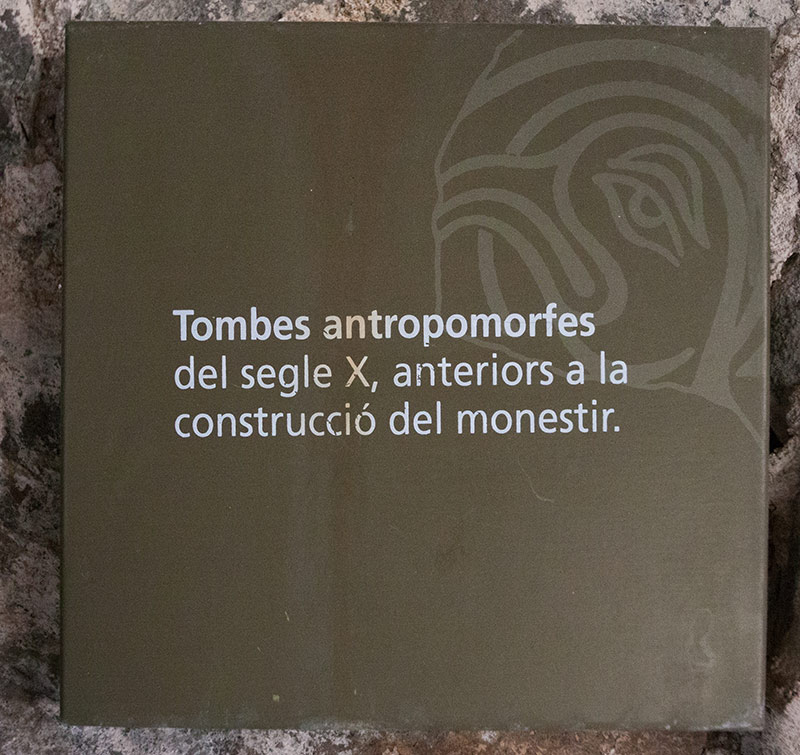 Tombes antropomorfes
del segle X, anteriors a la
construcció del monestir.